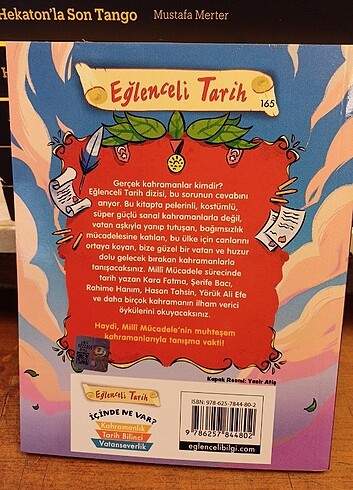 Hekaton'la Son Tango Mustafa Merter
Eğlenceli Tarih
165
Gerçek kahramanlar kimdir?
Eğlenceli Tarih dizisi, bu sorunun cevabını
arıyor. Bu kitapta pelerinli, kostümlü,
süper güçlü sanal kahramanlarla değil,
vatan aşkıyla yanıp tutuşan, bağımsızlık
mücadelesine katılan, bu ülke için canlarını
ortaya koyan, bize güzel bir vatan ve huzur
dolu gelecek bırakan kahramanlarla
tanışacaksınız. Millî Mücadele sürecinde
tarih yazan Kara Fatma, Şerife Bacı,
Rahime Hanım, Hasan Tahsin, Yörük Ali Efe
ve daha birçok kahramanın ilham verici
öykülerini okuyacaksınız.
Haydi, Millî Mücadele'nin muhteşem
kahramanlarıyla tanışma vakti!
Kapak Resmi: Yasir Atiş
Eğlenceli Tarih
İÇİNDE NE VAR?
Kahramanlık
Tarih Bilinci
Vatanseverlik
ISBN: 978-625-7844-80-2
9 786257 844802
eglencelibilgi.com